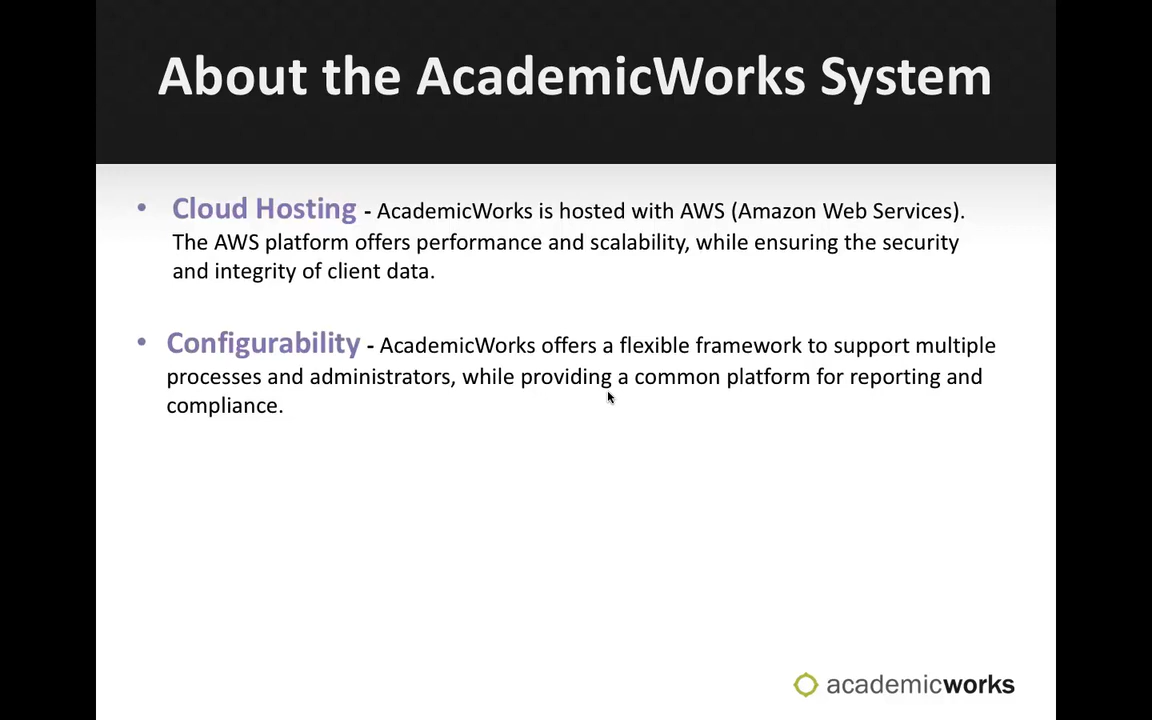 About the AcademicWorks System
• Cloud Hosting - AcademicWorks is hosted with AWS (Amazon Web Services).
The AWS platform offers performance and scalability, while ensuring the security
and integrity of client data.
• Configurability - AcademicWorks offers a flexible framework to support multiple
processes and administrators, while providing a common platform for reporting and
compliance.
academicworks